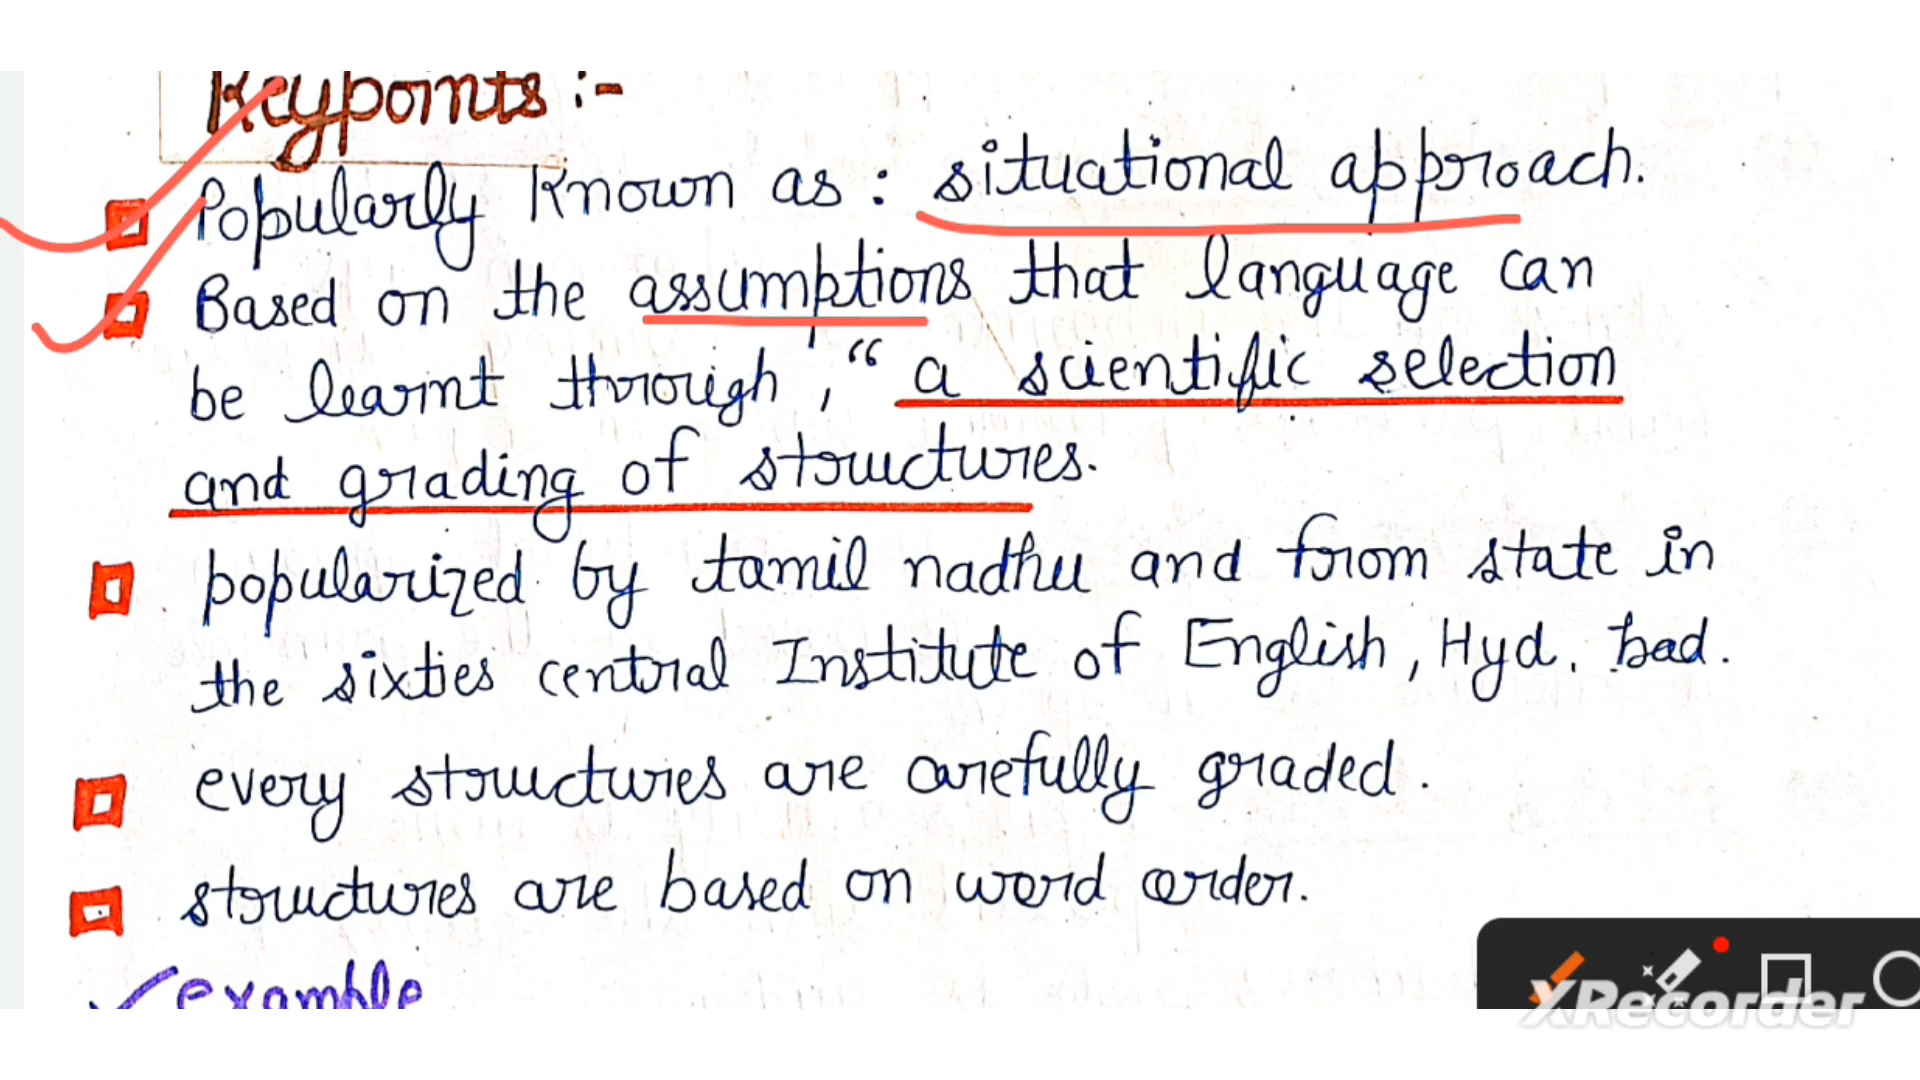 Keypoints :-
Popularly Known as : situational approach.
Based on the assumptions that language can
be learnt through, “ a scientific selection
and grading of structures.
popularized by tamil nadhu and from state in
the sixties central Institute of English, Hyd. bad.
every structures are carefully graded.
structures are based on word order.
example
XRecorder